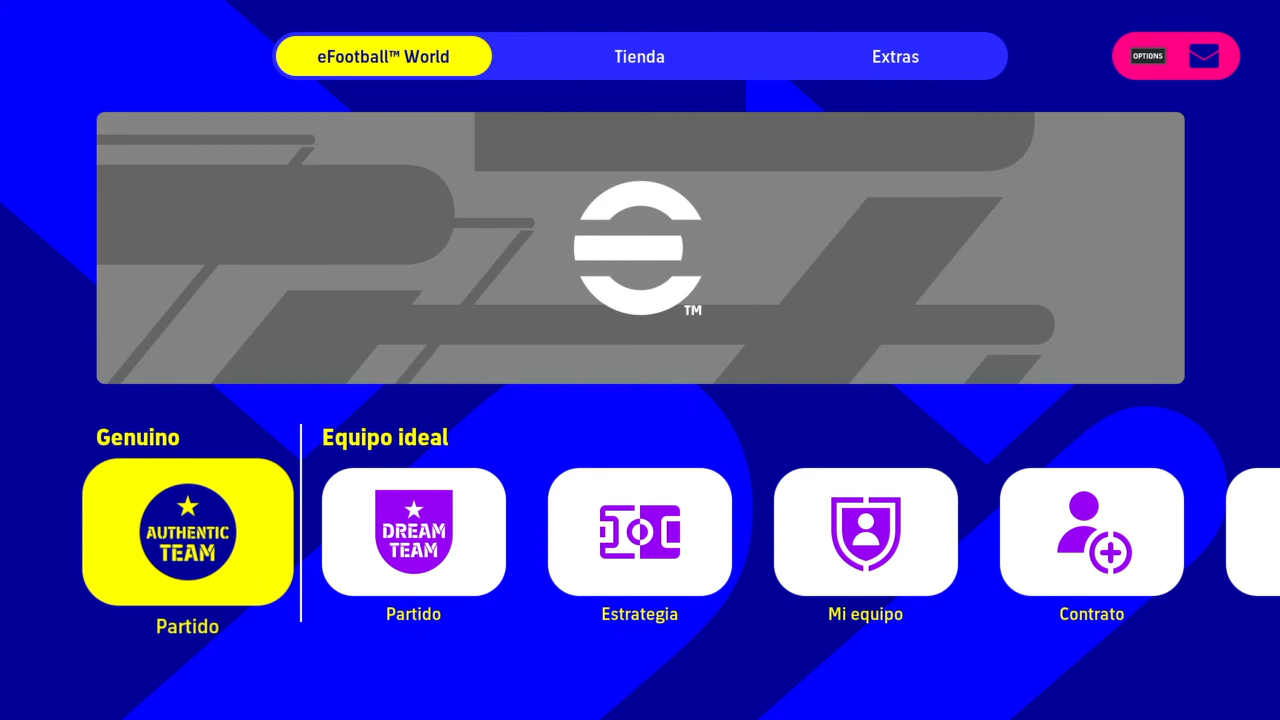 eFootball™ World
Tienda
Extras
OPTIONS
TM
Genuino
Equipo ideal
AUTHENTIC
TEAM
DREAM
TEAM
Partido
Partido
Estrategia
Mi equipo
Contrato